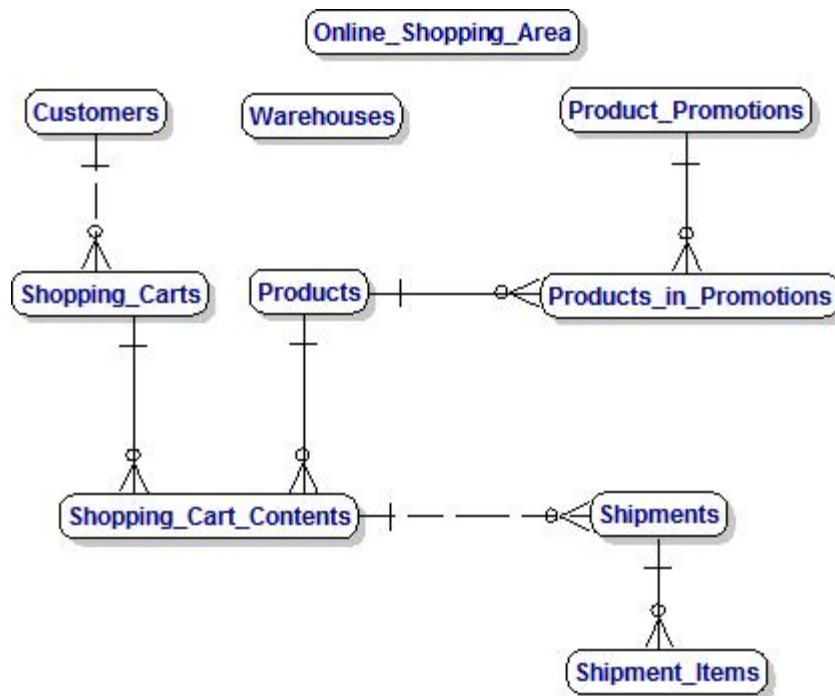 Online_Shopping_Area
Customers
Warehouses
Product_Promotions
Shopping_Carts
Products
Products_in_Promotions
Shopping_Cart_Contents
Shipments
Shipment_Items